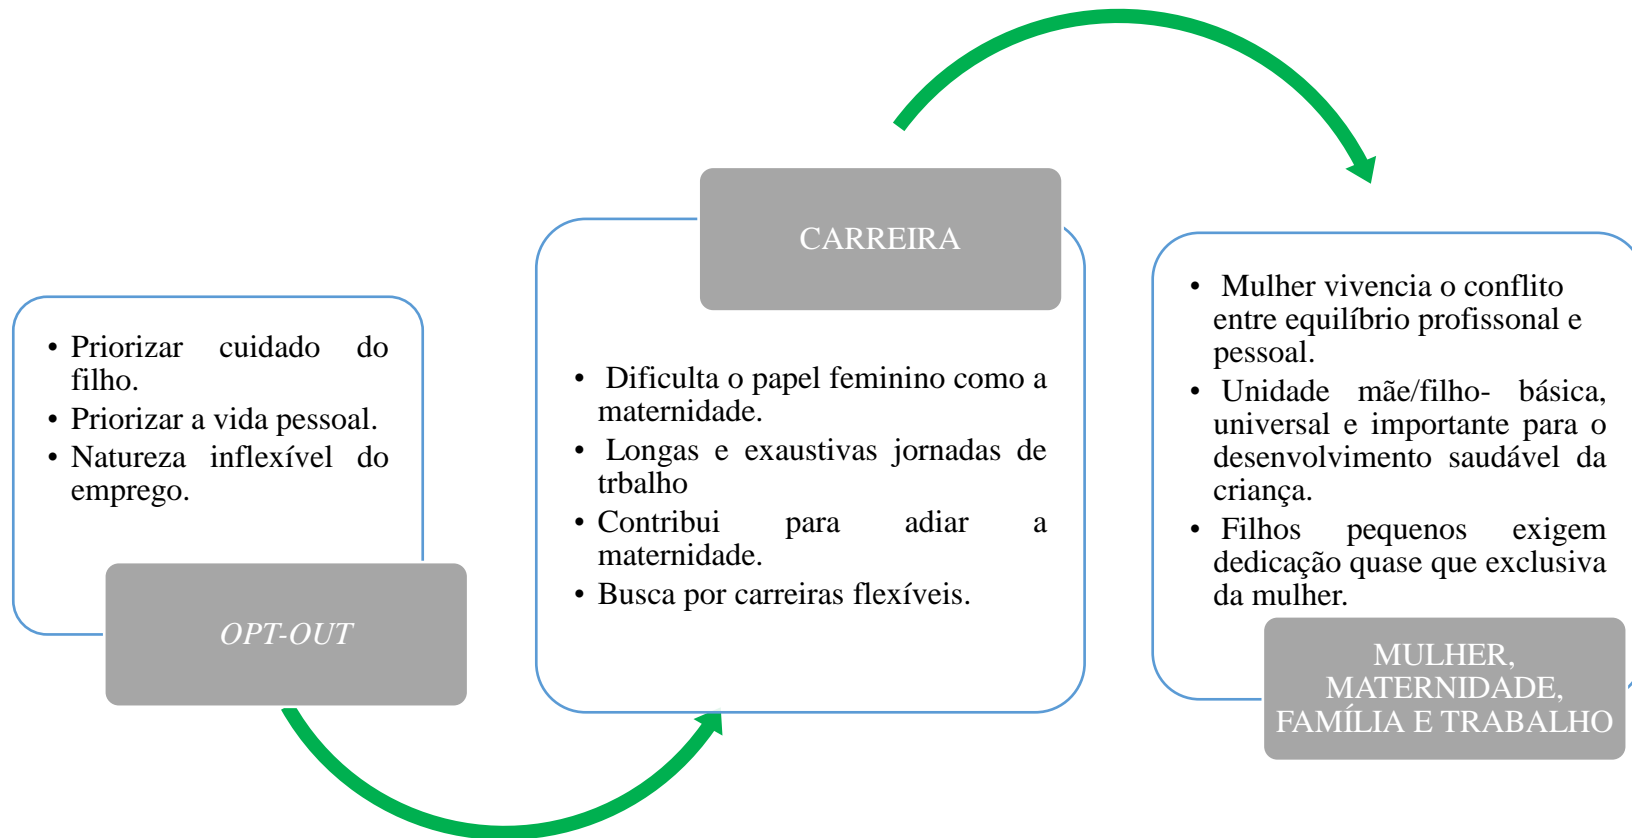 • Priorizar cuidado do
filho.
• Priorizar a vida pessoal.
• Natureza inflexível do
emprego.
OPT-OUT
CARREIRA
• Dificulta o papel feminino como a
maternidade.
• Longas e exaustivas jornadas de
trbalho
• Contribui para adiar a
maternidade.
• Busca por carreiras flexíveis.
• Mulher vivencia o conflito
entre equilíbrio profissonal e
pessoal.
• Unidade mãe/filho- básica,
universal e importante para o
desenvolvimento saudável da
criança.
• Filhos pequenos exigem
dedicação quase que exclusiva
da mulher.
MULHER,
MATERNIDADE,
FAMÍLIA E TRABALHO